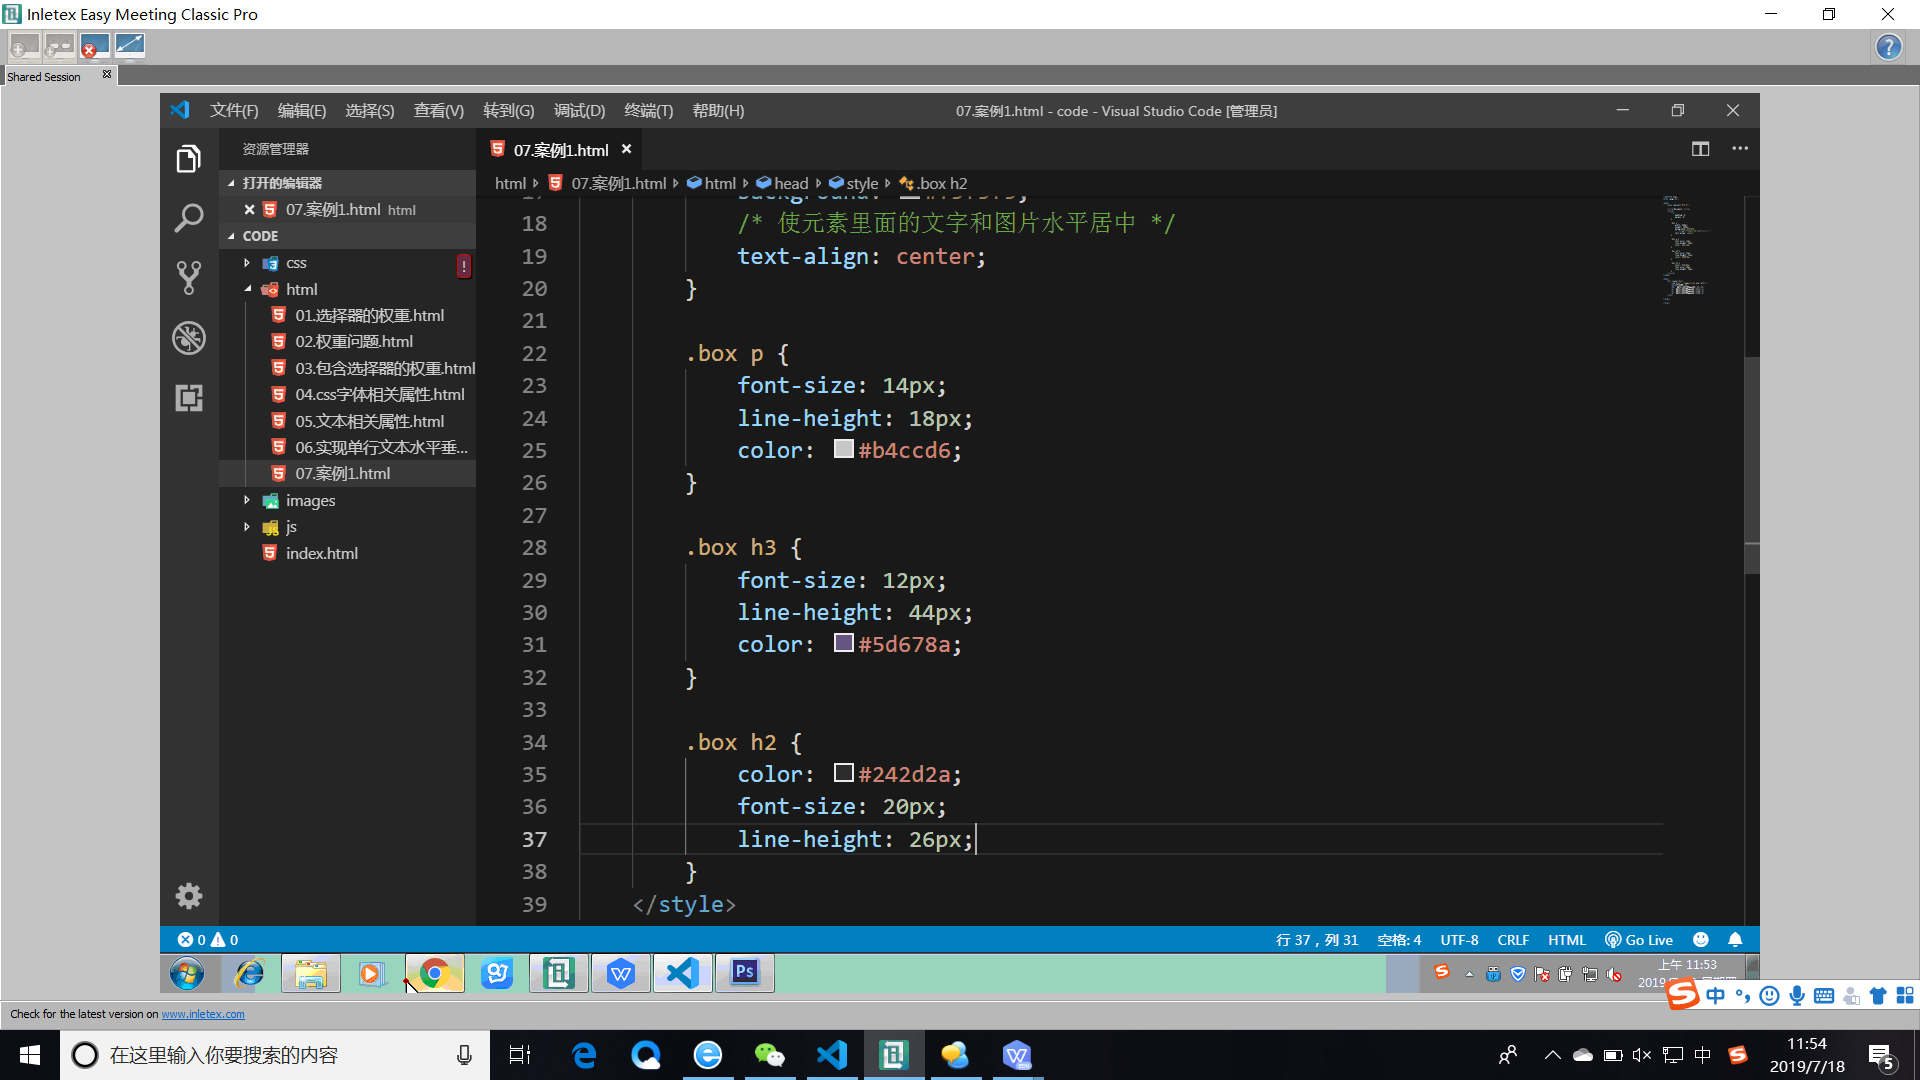 Inletex Easy Meeting Classic Pro
Shared Session
文件(F) 编辑(E) 选择(S) 查看(V) 转到(G) 调试(D) 终端(T) 帮助(H)
07.案例1.html - code - Visual Studio Code [管理员]
资源管理器
07.案例1.html
打开的编辑器
html 07.案例1.html html head style .box h2
07.案例1.html html
CODE
css
html
01.选择器的权重.html
02.权重问题.html
03.包含选择器的权重.html
04.css字体相关属性.html
05.文本相关属性.html
06.实现单行文本水平垂...
07.案例1.html
images
js
index.html
18 /* 使元素里面的文字和图片水平居中 */
19 text-align: center;
20 }
21
22 .box p {
23 font-size: 14px;
24 line-height: 18px;
25 color: #b4ccd6;
26 }
27
28 .box h3 {
29 font-size: 12px;
30 line-height: 44px;
31 color: #5d678a;
32 }
33
34 .box h2 {
35 color: #242d2a;
36 font-size: 20px;
37 line-height: 26px;
38 }
39 </style>
0 0
行 37，列 31 空格: 4 UTF-8 CRLF HTML Go Live
上午 11:53
2019
中
Check for the latest version on www.inletex.com
在这里输入你要搜索的内容
中
11:54
2019/7/18
5